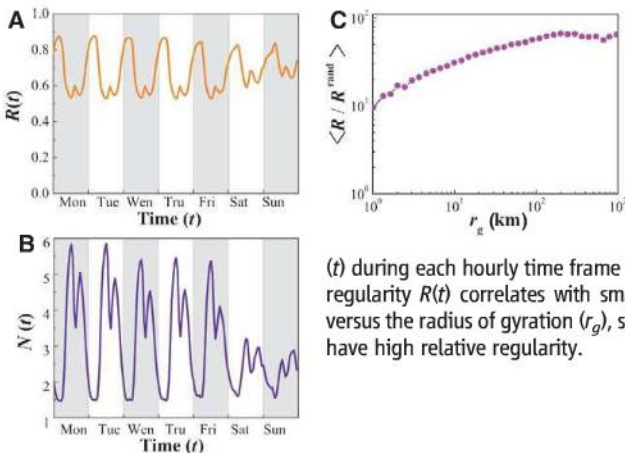 A
R(t)
1.0
0.8
0.6
0.4
0.2
0.0
Mon Tue Wen Tru Fri Sat Sun
Time (t)
B
N (t)
6
5
4
3
2
1
Mon Tue Wen Tru Fri Sat Sun
Time (t)
C
<R / R^rand>
10²
10¹
10⁰
10⁰ 10¹ 10² 10³
r_g (km)
(t) during each hourly time frame
regularity R(t) correlates with sm
versus the radius of gyration (r_g), s
have high relative regularity.